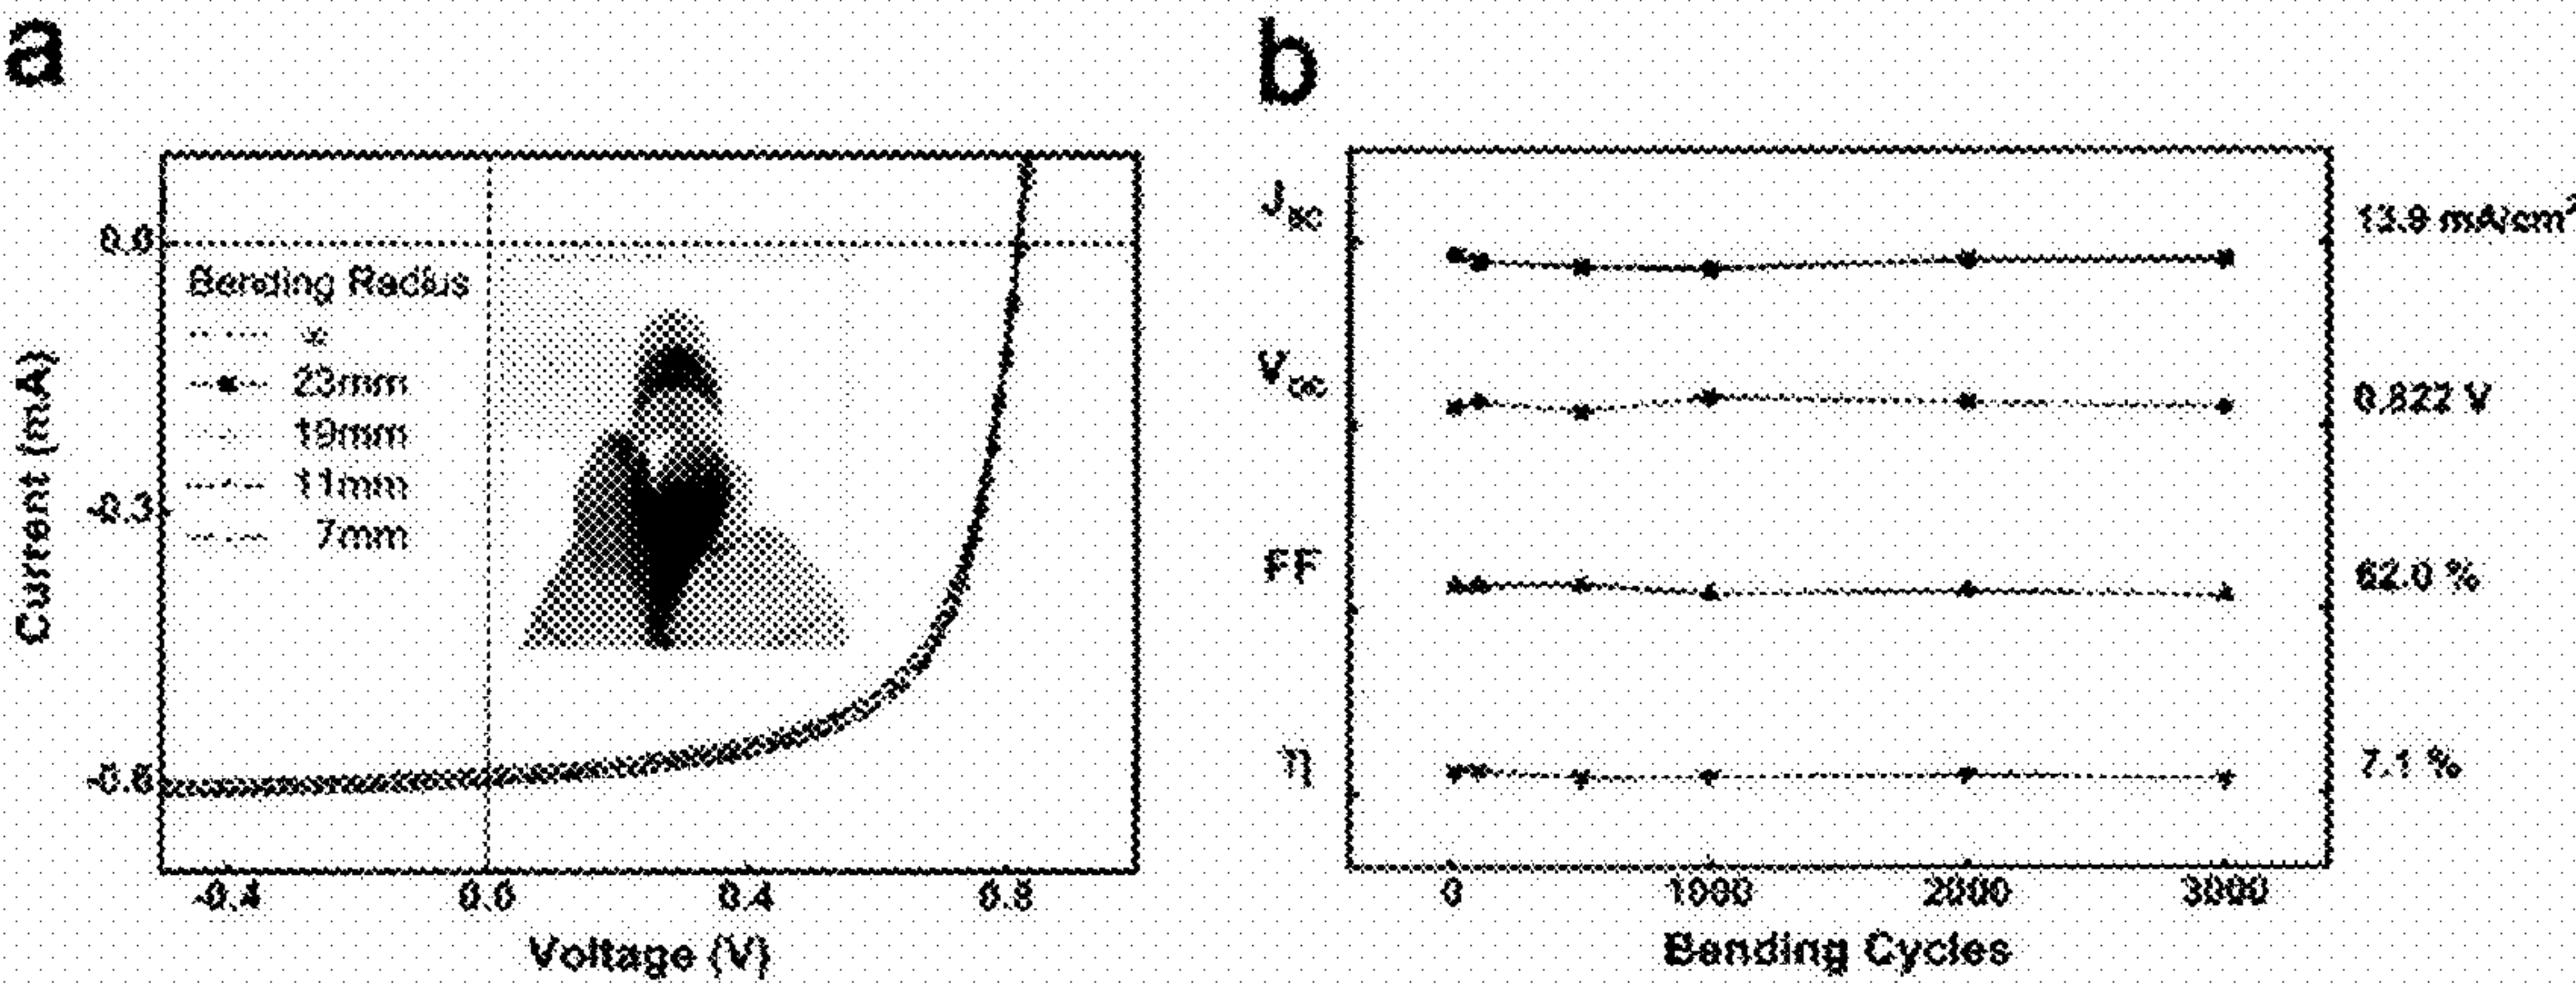 a
0.0
-0.3
-0.6
Current (mA)
Bending Radius
23mm
19mm
11mm
7mm
-0.4 0.0 0.4 0.8
Voltage (V)
b
Jsc
Voc
FF
η
13.9 mA/cm²
0.822 V
62.0 %
7.1 %
0 1000 2000 3000
Bending Cycles